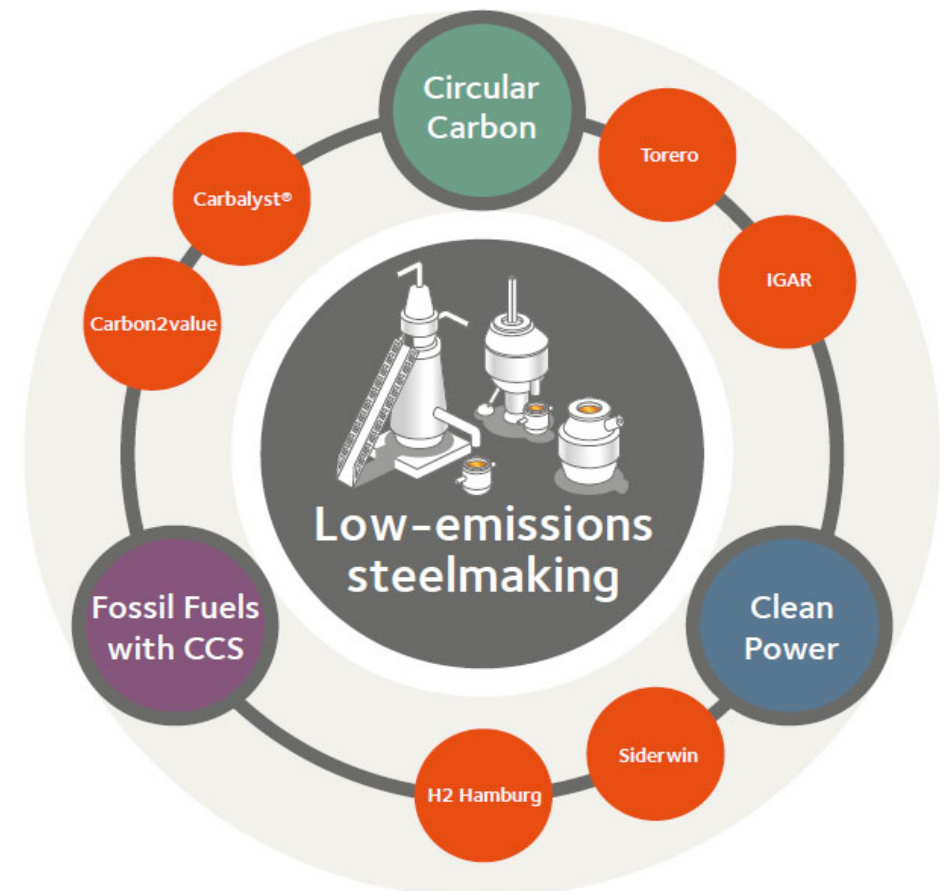 Circular
Carbon
Torero
Carbalyst®
IGAR
Carbon2value
Low-emissions
steelmaking
Fossil Fuels
with CCS
Clean
Power
Siderwin
H2 Hamburg